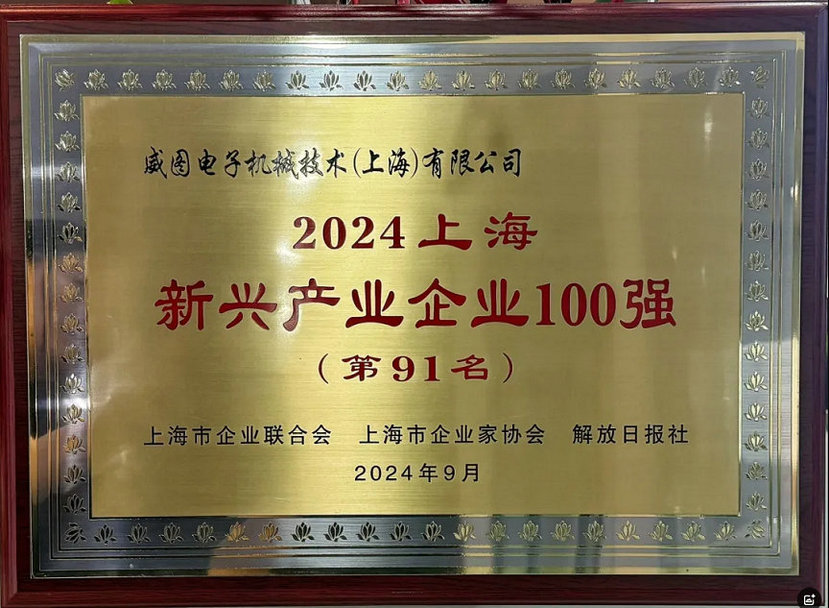 威图电子机械技术(上海)有限公司
2024上海
新兴产业企业100强
(第91名)
上海市企业联合会 上海市企业家协会 解放日报社
2024年9月